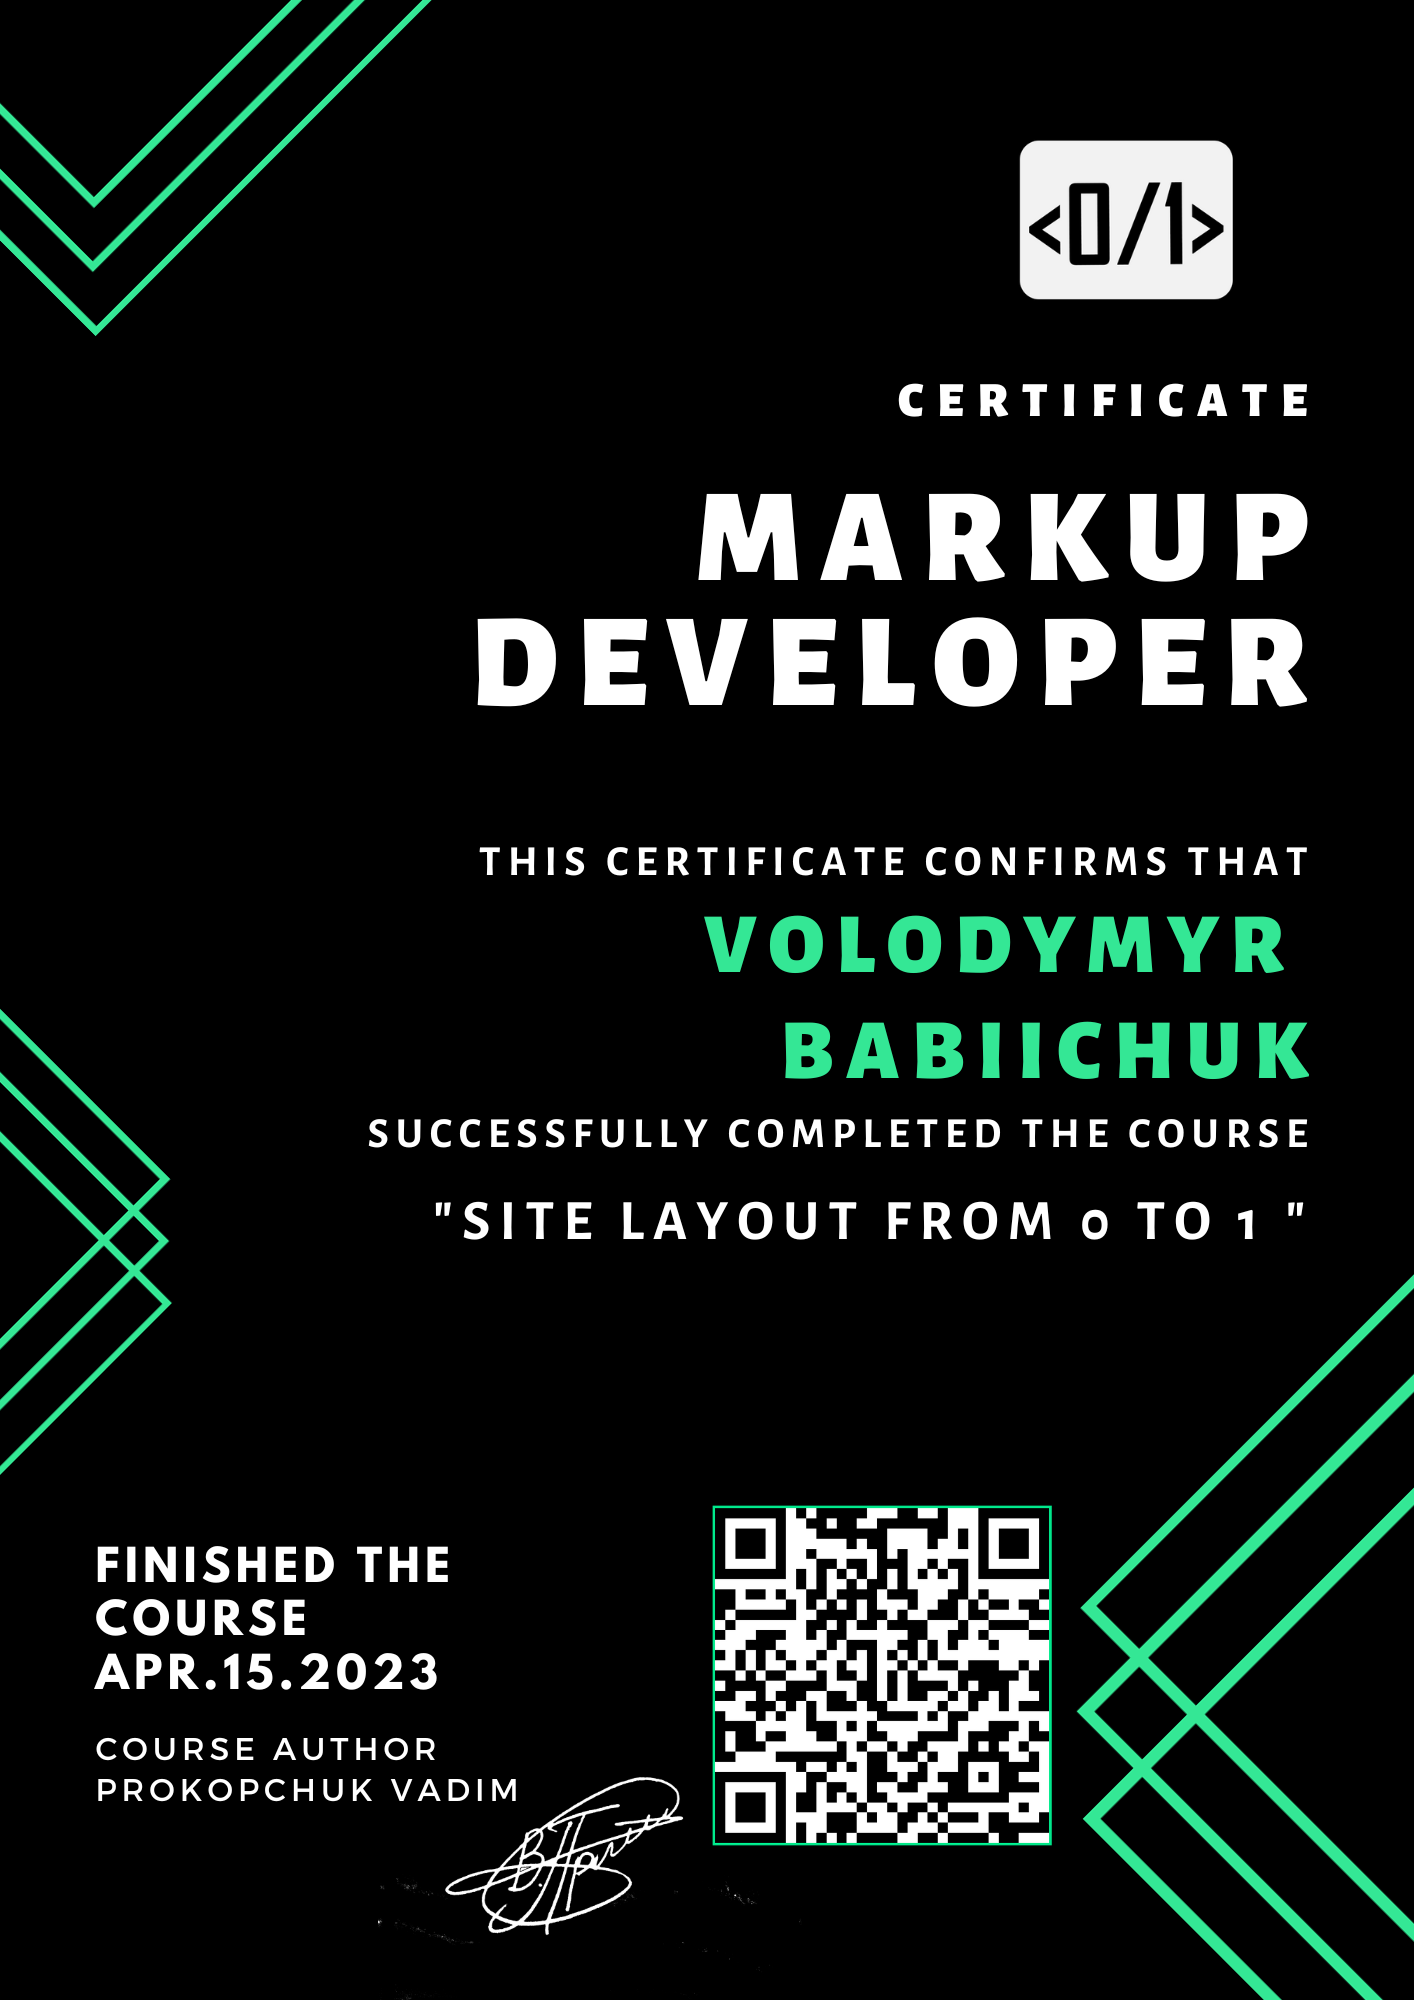 <0/1>
CERTIFICATE
MARKUP
DEVELOPER
THIS CERTIFICATE CONFIRMS THAT
VOLODYMYR
BABIICHUK
SUCCESSFULLY COMPLETED THE COURSE
"SITE LAYOUT FROM 0 TO 1 "
FINISHED THE
COURSE
APR.15.2023
COURSE AUTHOR
PROKOPCHUK VADIM